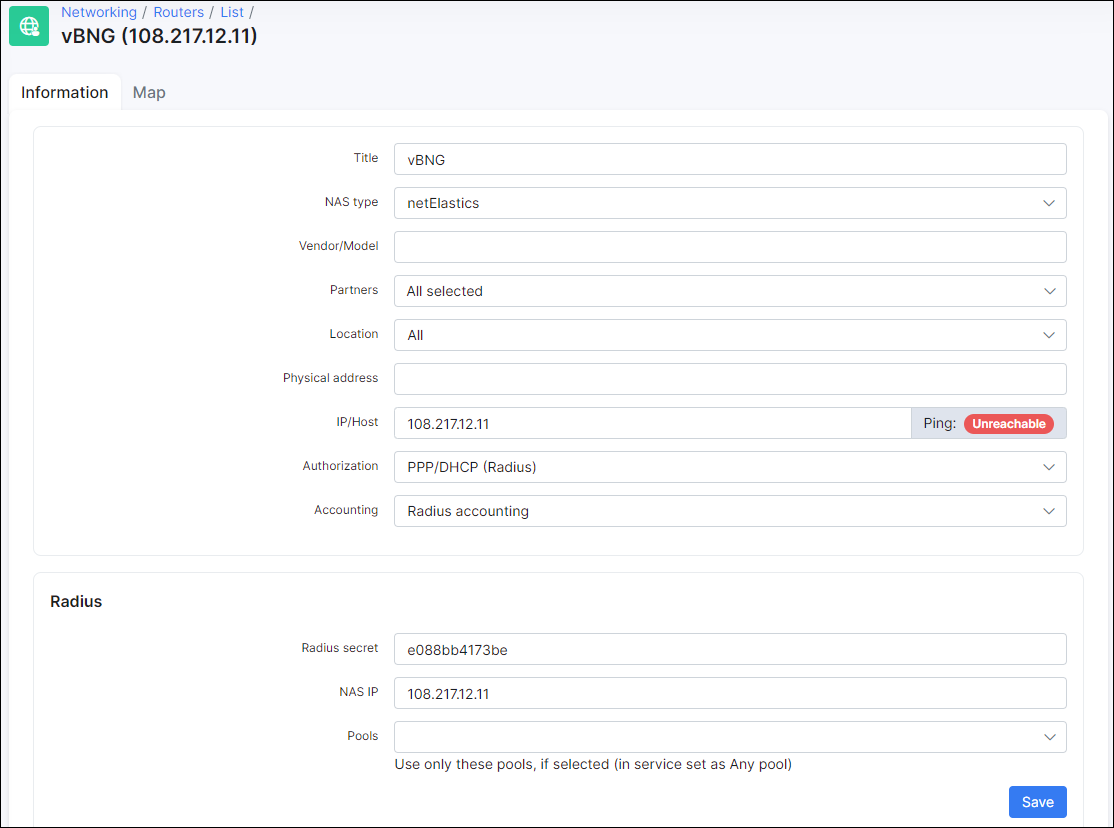 Networking / Routers / List /
vBNG (108.217.12.11)
Information Map
Title vBNG
NAS type netElastics
Vendor/Model
Partners All selected
Location All
Physical address
IP/Host 108.217.12.11 Ping: Unreachable
Authorization PPP/DHCP (Radius)
Accounting Radius accounting
Radius
Radius secret e088bb4173be
NAS IP 108.217.12.11
Pools
Use only these pools, if selected (in service set as Any pool)
Save